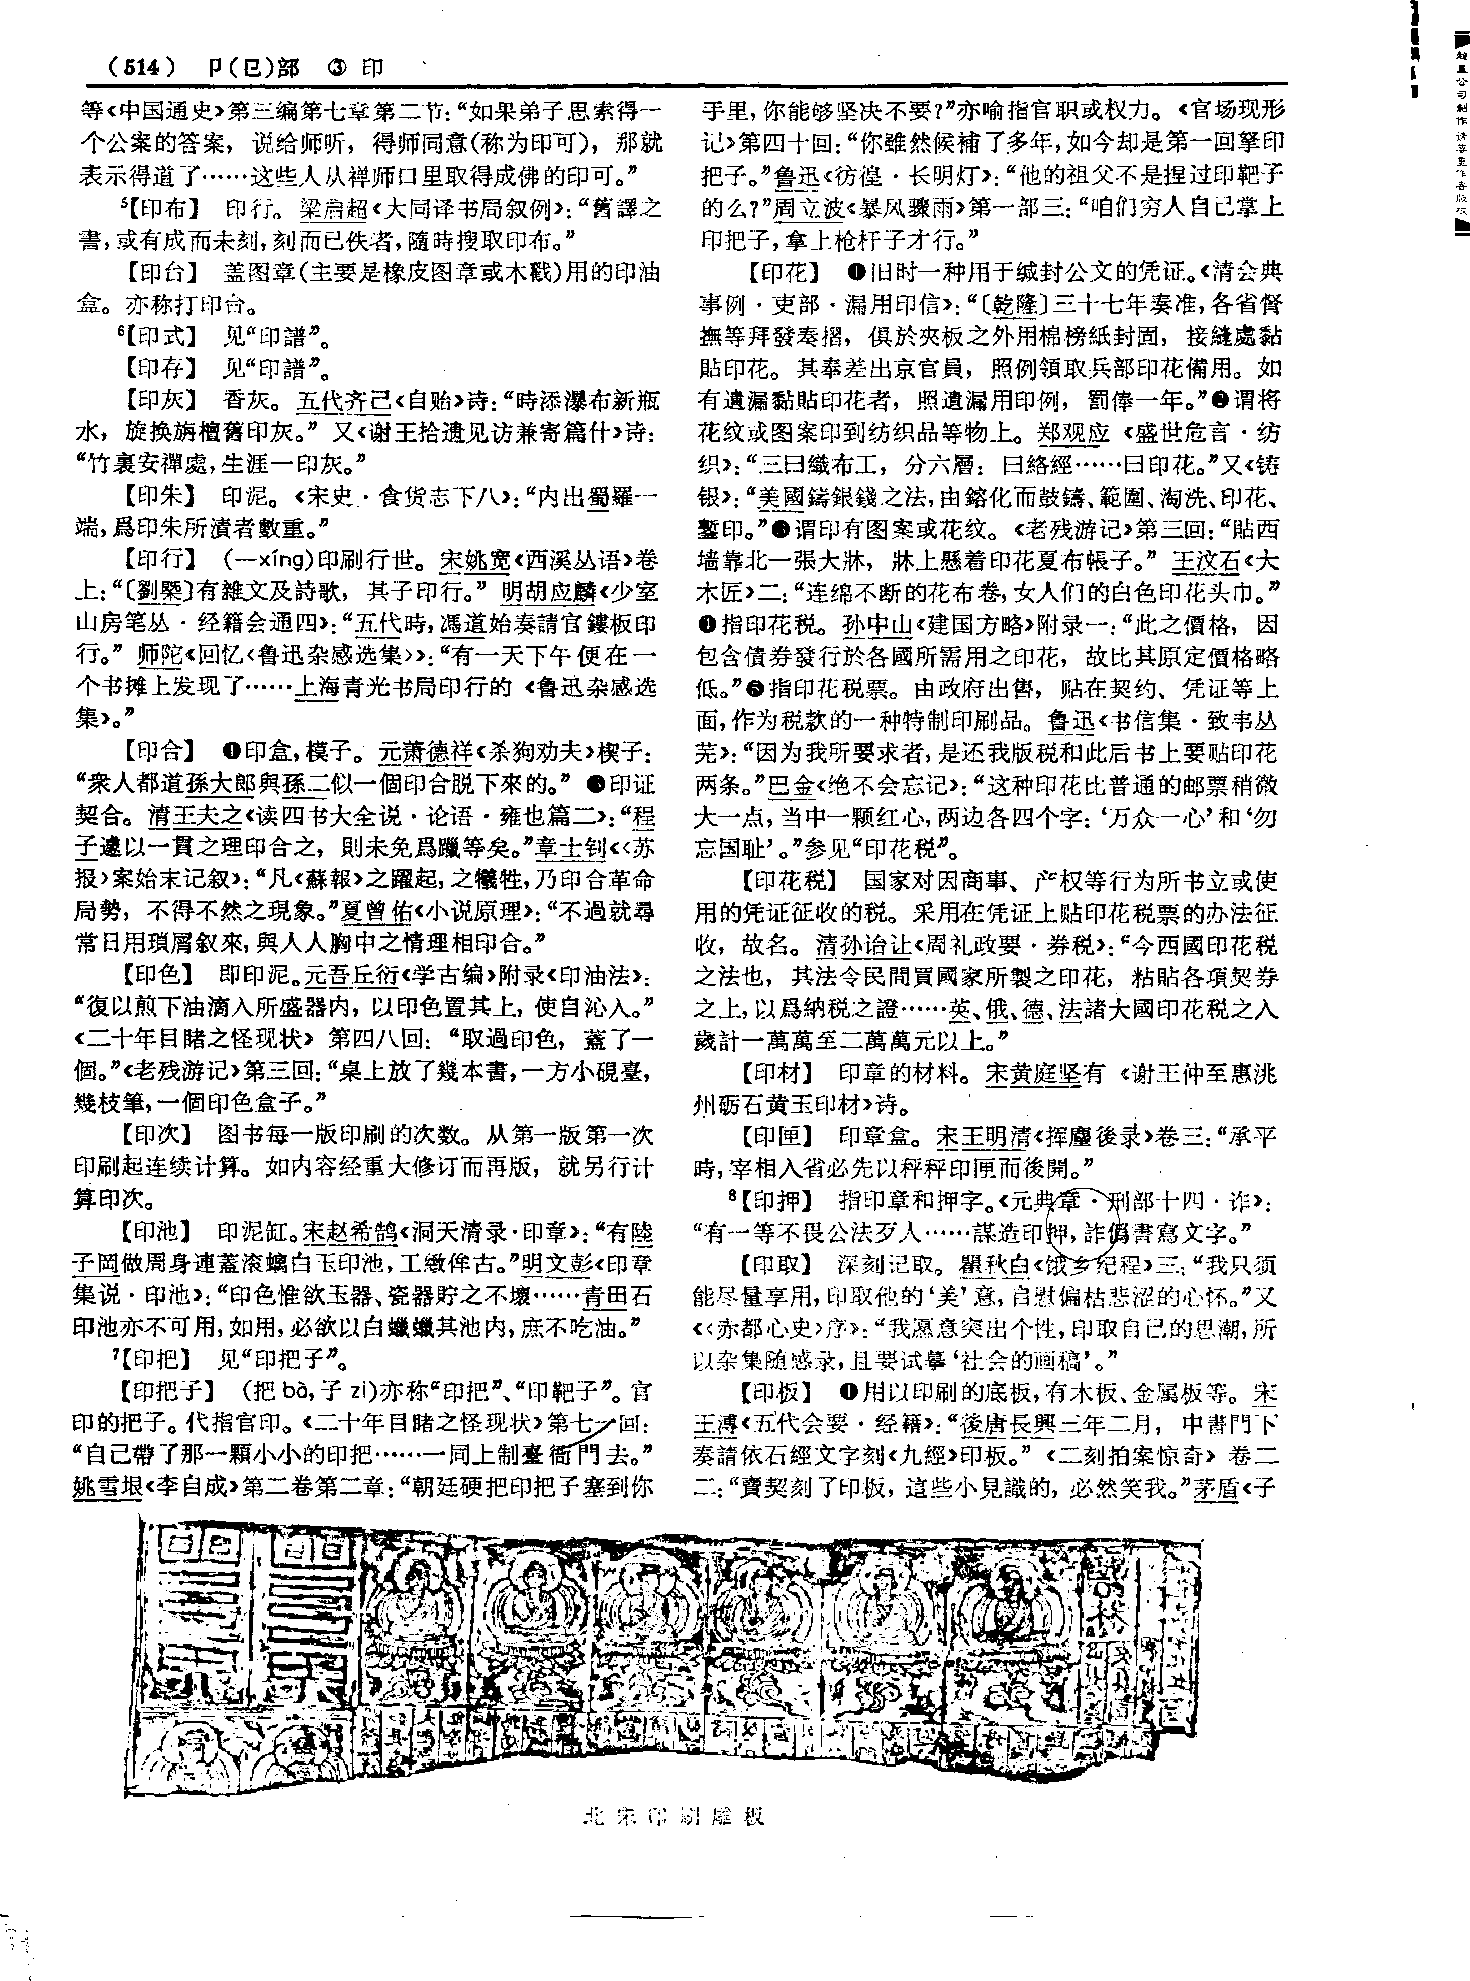 （514） 卩（㔾）部 ③ 印
等《中国通史》第三编第七章第二节：“如果弟子思索得一
个公案的答案，说给师听，得师同意（称为印可），那就
表示得道了……这些人从禅师口里取得成佛的印可。”
⁵【印布】 印行。梁启超《大同译书局叙例》：“舊譯之
書，或有成而未刻，刻而已佚者，隨時搜取印布。”
【印台】 盖图章（主要是橡皮图章或木戳）用的印油
盒。亦称打印台。
⁶【印式】 见“印譜”。
【印存】 见“印譜”。
【印灰】 香灰。五代齐己《自贻》诗：“時添瀑布新瓶
水，旋换旃檀舊印灰。”又《谢王拾遗见访兼寄篇什》诗：
“竹裏安禪處，生涯一印灰。”
【印朱】 印泥。《宋史·食货志下八》：“内出蜀羅一
端，爲印朱所漬者數重。”
【印行】 （—xíng）印刷行世。宋姚宽《西溪丛语》卷
上：“〔劉槩〕有雜文及詩歌，其子印行。”明胡应麟《少室
山房笔丛·经籍会通四》：“五代時，馮道始奏請官鏤板印
行。”师陀《回忆〈鲁迅杂感选集〉》：“有一天下午便在一
个书摊上发现了……上海青光书局印行的《鲁迅杂感选
集》。”
【印合】 ❶印盒，模子。元萧德祥《杀狗劝夫》楔子：
“衆人都道孫大郎與孫二似一個印合脱下來的。”❷印证
契合。清王夫之《读四书大全说·论语·雍也篇二》：“程
子遽以一貫之理印合之，則未免爲躐等矣。”章士钊《〈苏
报〉案始末记叙》：“凡《蘇報》之躍起，之犧牲，乃印合革命
局勢，不得不然之現象。”夏曾佑《小说原理》：“不過就尋
常日用瑣屑叙來，與人人胸中之情理相印合。”
【印色】 即印泥。元吾丘衍《学古编》附录《印油法》：
“復以煎下油滴入所盛器内，以印色置其上，使自沁入。”
《二十年目睹之怪现状》第四八回：“取過印色，蓋了一
個。”《老残游记》第三回：“桌上放了幾本書，一方小硯臺，
幾枝筆，一個印色盒子。”
【印次】 图书每一版印刷的次数。从第一版第一次
印刷起连续计算。如内容经重大修订而再版，就另行计
算印次。
【印池】 印泥缸。宋赵希鹄《洞天清录·印章》：“有陸
子岡做周身連蓋滚螭白玉印池，工緻侔古。”明文彭《印章
集说·印池》：“印色惟欲玉器、瓷器貯之不壞……青田石
印池亦不可用，如用，必欲以白蠟蠟其池内，庶不吃油。”
⁷【印把】 见“印把子”。
【印把子】 （把bà，子zi）亦称“印把”、“印靶子”。官
印的把子。代指官印。《二十年目睹之怪现状》第七一回：
“自己帶了那一顆小小的印把……一同上制臺衙門去。”
姚雪垠《李自成》第二卷第二章：“朝廷硬把印把子塞到你
手里，你能够坚决不要？”亦喻指官职或权力。《官场现形
记》第四十回：“你雖然候補了多年，如今却是第一回拏印
把子。”鲁迅《彷徨·长明灯》：“他的祖父不是捏过印靶子
的么？”周立波《暴风骤雨》第一部三：“咱们穷人自己掌上
印把子，拿上枪杆子才行。”
【印花】 ❶旧时一种用于缄封公文的凭证。《清会典
事例·吏部·漏用印信》：“〔乾隆〕三十七年奏准，各省督
撫等拜發奏摺，俱於夾板之外用棉榜紙封固，接縫處黏
貼印花。其奉差出京官員，照例領取兵部印花備用。如
有遺漏黏貼印花者，照遺漏用印例，罰俸一年。”❷谓将
花纹或图案印到纺织品等物上。郑观应《盛世危言·纺
织》：“三曰織布工，分六層：曰絡經……曰印花。”又《铸
银》：“美國鑄銀錢之法，由鎔化而鼓鑄、範圍、淘洗、印花、
鏨印。”❸谓印有图案或花纹。《老残游记》第三回：“貼西
墙靠北一張大牀，牀上懸着印花夏布帳子。”王汶石《大
木匠》二：“连绵不断的花布卷，女人们的白色印花头巾。”
❹指印花税。孙中山《建国方略》附录一：“此之價格，因
包含債券發行於各國所需用之印花，故比其原定價格略
低。”❺指印花税票。由政府出售，贴在契约、凭证等上
面，作为税款的一种特制印刷品。鲁迅《书信集·致韦丛
芜》：“因为我所要求者，是还我版税和此后书上要贴印花
两条。”巴金《绝不会忘记》：“这种印花比普通的邮票稍微
大一点，当中一颗红心，两边各四个字：‘万众一心’和‘勿
忘国耻’。”参见“印花税”。
【印花税】 国家对因商事、产权等行为所书立或使
用的凭证征收的税。采用在凭证上贴印花税票的办法征
收，故名。清孙诒让《周礼政要·券税》：“今西國印花税
之法也，其法令民間買國家所製之印花，粘貼各項契券
之上，以爲納税之證……英、俄、德、法諸大國印花税之入
歲計一萬萬至二萬萬元以上。”
【印材】 印章的材料。宋黄庭坚有《谢王仲至惠洮
州砺石黄玉印材》诗。
【印匣】 印章盒。宋王明清《挥麈後录》卷三：“承平
時，宰相入省必先以秤秤印匣而後開。”
⁸【印押】 指印章和押字。《元典章·刑部十四·诈》：
“有一等不畏公法歹人……謀造印押，詐僞書寫文字。”
【印取】 深刻记取。瞿秋白《饿乡纪程》三：“我只须
能尽量享用，印取他的‘美’意，自慰偏枯悲涩的心怀。”又
《〈赤都心史〉序》：“我愿意突出个性，印取自己的思潮，所
以杂集随感录，且要试摹‘社会的画稿’。”
【印板】 ❶用以印刷的底板，有木板、金属板等。宋
王溥《五代会要·经籍》：“後唐長興三年二月，中書門下
奏請依石經文字刻《九經》印板。”《二刻拍案惊奇》卷二
二：“賣契刻了印板，這些小見識的，必然笑我。”茅盾《子
北宋印刷雕板